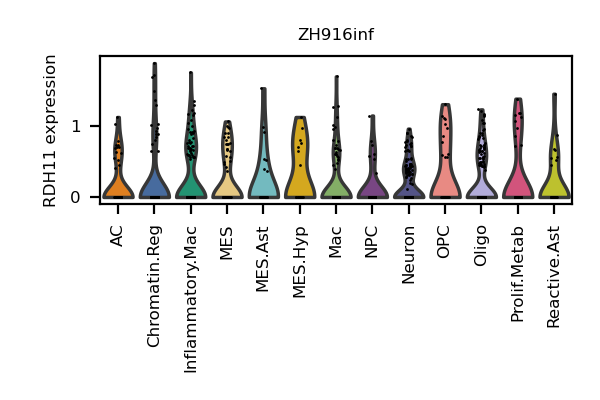 ZH916inf
RDH11 expression
1
0
AC
Chromatin.Reg
Inflammatory.Mac
MES
MES.Ast
MES.Hyp
Mac
NPC
Neuron
OPC
Oligo
Prolif.Metab
Reactive.Ast